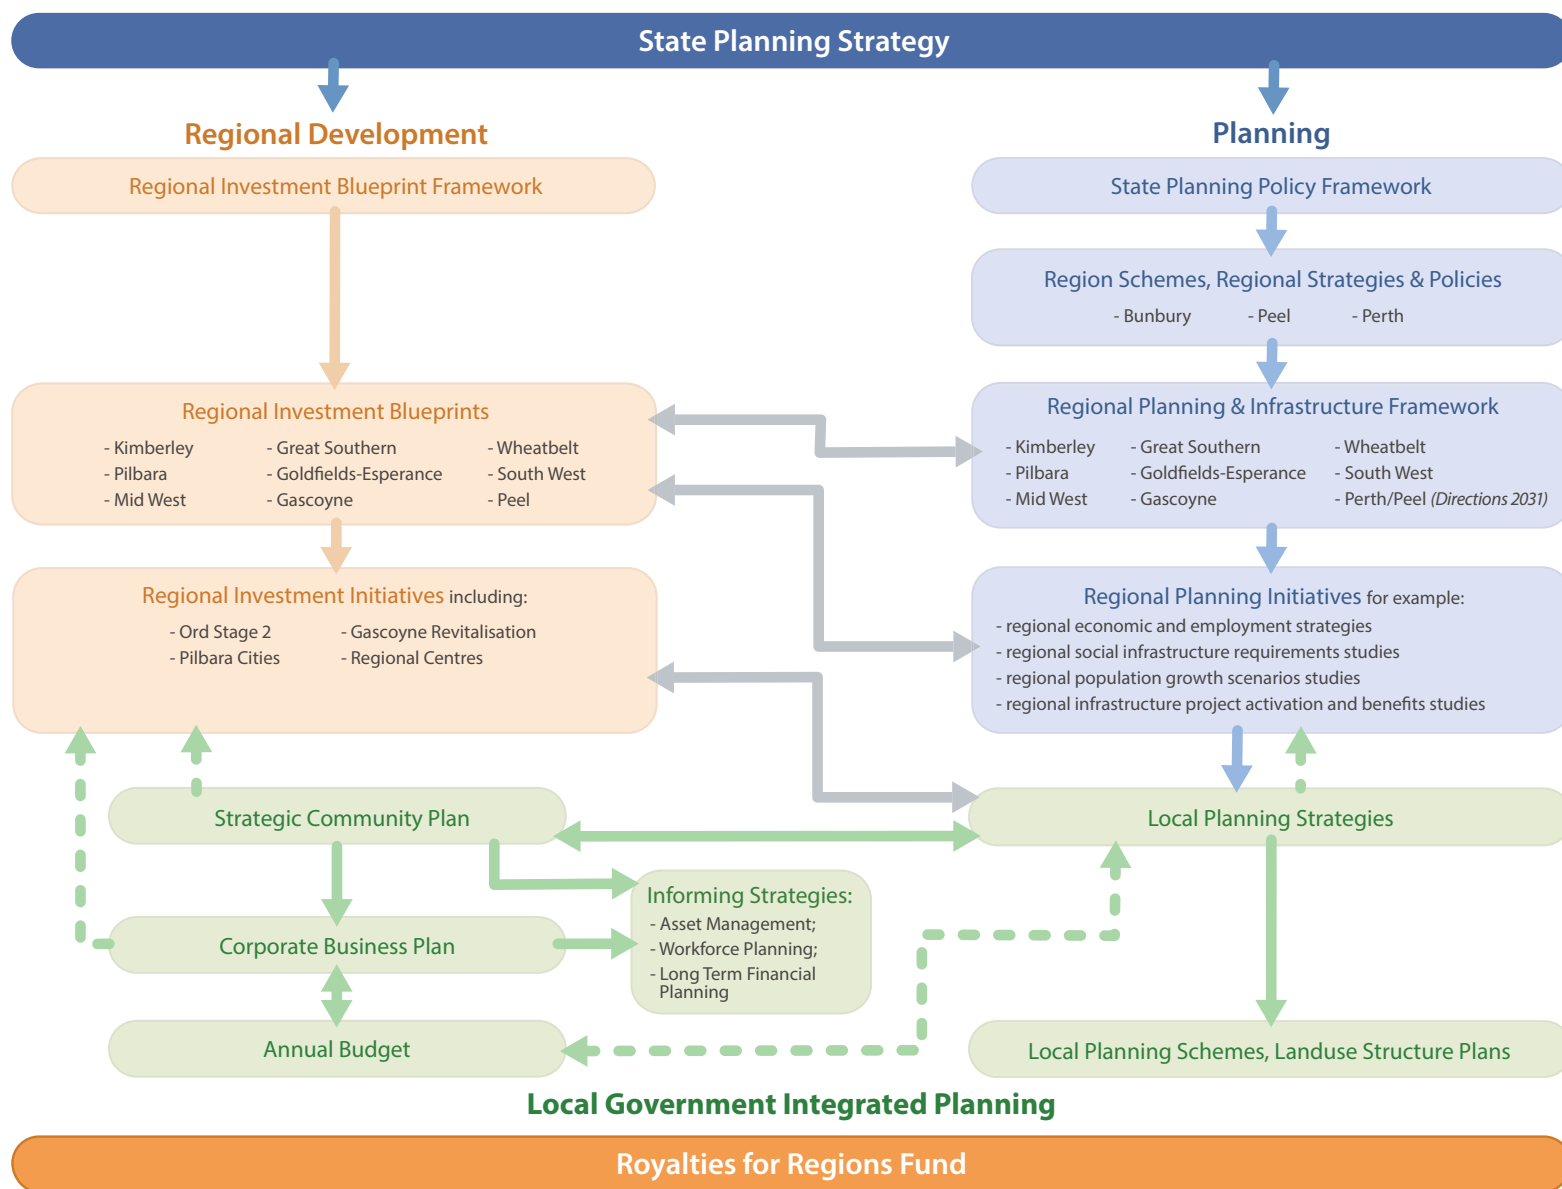 State Planning Strategy
Regional Development
Regional Investment Blueprint Framework
Regional Investment Blueprints
- Kimberley - Great Southern - Wheatbelt
- Pilbara - Goldfields-Esperance - South West
- Mid West - Gascoyne - Peel
Regional Investment Initiatives including:
- Ord Stage 2 - Gascoyne Revitalisation
- Pilbara Cities - Regional Centres
Planning
State Planning Policy Framework
Region Schemes, Regional Strategies & Policies
- Bunbury - Peel - Perth
Regional Planning & Infrastructure Framework
- Kimberley - Great Southern - Wheatbelt
- Pilbara - Goldfields-Esperance - South West
- Mid West - Gascoyne - Perth/Peel (Directions 2031)
Regional Planning Initiatives for example:
- regional economic and employment strategies
- regional social infrastructure requirements studies
- regional population growth scenarios studies
- regional infrastructure project activation and benefits studies
Strategic Community Plan
Corporate Business Plan
Annual Budget
Informing Strategies:
- Asset Management;
- Workforce Planning;
- Long Term Financial
Planning
Local Planning Strategies
Local Planning Schemes, Landuse Structure Plans
Local Government Integrated Planning
Royalties for Regions Fund